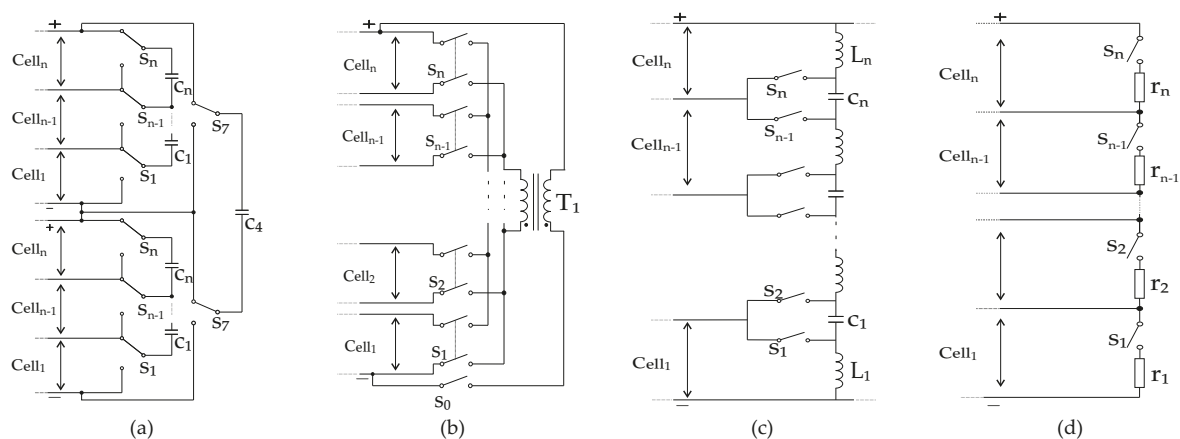 +
Cellₙ
Sₙ
Cₙ
Cellₙ₋₁
Sₙ₋₁
S₇
C₁
Cell₁
S₁
−
C₄
+
Cellₙ
Sₙ
Cₙ
Cellₙ₋₁
Sₙ₋₁
S₇
C₁
Cell₁
S₁
−
(a)
+
Cellₙ
Sₙ
Cellₙ₋₁
Sₙ₋₁
T₁
Cell₂
S₂
Cell₁
S₁
−
S₀
(b)
+
Lₙ
Cellₙ
Sₙ
Cₙ
Sₙ₋₁
Cellₙ₋₁
S₂
C₁
Cell₁
S₁
L₁
−
(c)
+
Sₙ
Cellₙ
rₙ
Sₙ₋₁
Cellₙ₋₁
rₙ₋₁
S₂
Cell₂
r₂
S₁
Cell₁
r₁
−
(d)